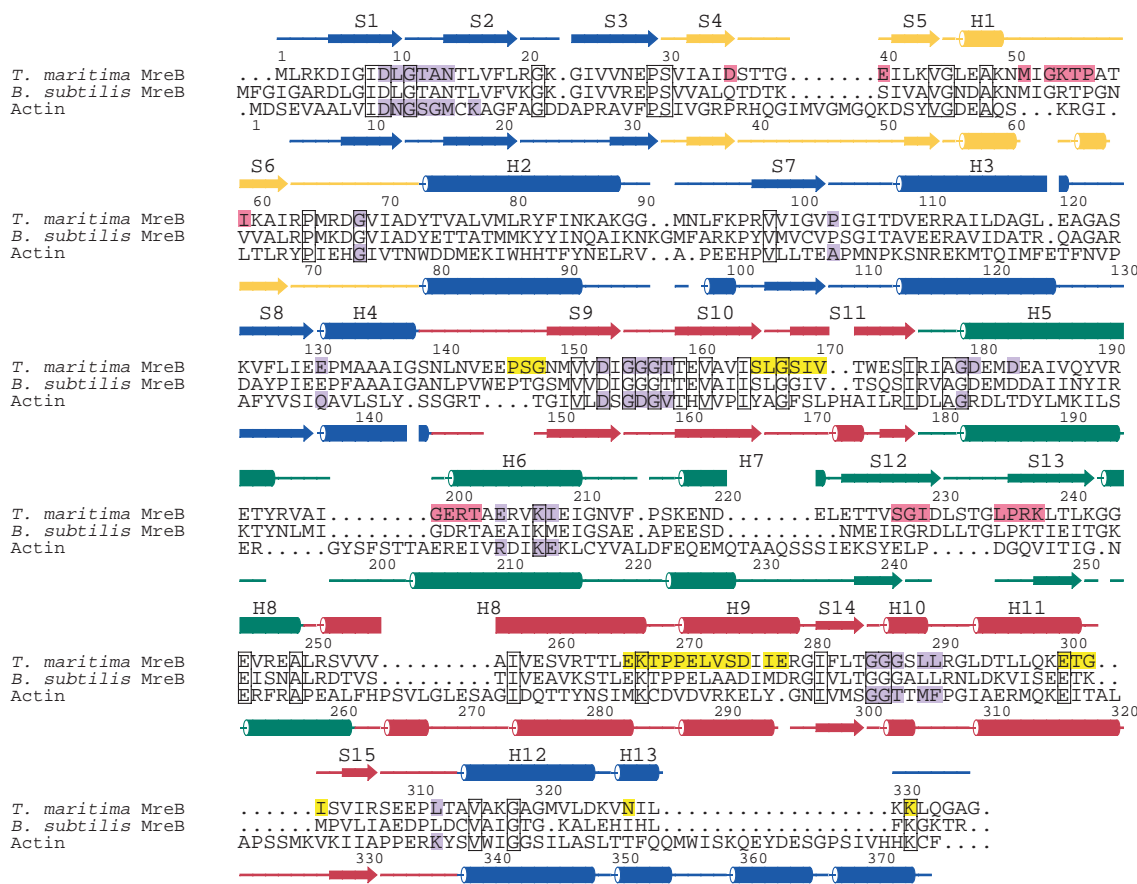 S1 S2 S3 S4 S5 H1
1 10 20 30 40 50
T. maritima MreB ...MLRKDIGIDLGTANTLVFLRGK.GIVVNEPSVIAIDSTTG.......EILKVGLEAKNMIGKTPAT
B. subtilis MreB MFGIGARDLGIDLGTANTLVFVKGK.GIVVREPSVVALQTDTK.......SIVAVGNDAKNMIGRTPGN
Actin .MDSEVAALVIDNGSGMCKAGFAGDDAPRAVFPSIVGRPRHQGIMVGMGQKDSYVGDEAQS...KRGI.
1 10 20 30 40 50 60
S6 H2 S7 H3
60 70 80 90 100 110 120
T. maritima MreB IKAIRPMRDGVIADYTVALVMLRYFINKAKGG..MNLFKPRVVIGVPIGITDVERRAILDAGL.EAGAS
B. subtilis MreB VVALRPMKDGVIADYETTATMMKYYINQAIKNKGMFARKPYVMVCVPSGITAVEERAVIDATR.QAGAR
Actin LTLRYPIEHGIVTNWDDMEKIWHHTFYNELRV..A.PEEHPVLLTEAPMNPKSNREKMTQIMFETFNVP
70 80 90 100 110 120 130
S8 H4 S9 S10 S11 H5
130 140 150 160 170 180 190
T. maritima MreB KVFLIEEPMAAAIGSNLNVEEPSGNMVVDIGGGTTEVAVISLGSIV.TWESIRIAGDEMDEAIVQYVR
B. subtilis MreB DAYPIEEPFAAAIGANLPVWEPTGSMVVDIGGGTTEVAIISLGGIV.TSQSIRVAGDEMDDAIINYIR
Actin AFYVSIQAVLSLY.SSGRT....TGIVLDSGDGVTHVVPIYAGFSLPHAILRIDLAGRDLTDYLMKILS
140 150 160 170 180 190
H6 H7 S12 S13
200 210 220 230 240
T. maritima MreB ETYRVAI........GERTAERVKIEIGNVF.PSKEND........ELETTVSGIDLSTGLPRKLTLKGG
B. subtilis MreB KTYNLMI........GDRTAEAIKMEIGSAE.APEESD........NMEIRGRDLLTGLPKTIEITGK
Actin ER....GYSFSTTAEREIVRDIKEKLCYVALDFEQEMQTAAQSSSIEKSYELP...DGQVITIG.N
200 210 220 230 240 250
H8 H8 H9 S14 H10 H11
250 260 270 280 290 300
T. maritima MreB EVREALRSVVV..........AIVESVRTTLEKTPPELVSD.IIERGIFLTGGGSLLRGLDTLLQKETG..
B. subtilis MreB EISNALRDTVS..........TIVEAVKSTLEKTPPELAADIMDRGIVLTGGGALLRNLDKVISEETK..
Actin ERFRAPEALFHPSVLGLESAGIDQTTYNSIMKCDVDVRKELY.GNIVMSGGTTMFPGIAERMQKEITAL
260 270 280 290 300 310 320
S15 H12 H13
310 320 330
T. maritima MreB ......ISVIRSEEPLTAVAKGAGMVLDKVNIL..............KKLQGAG
B. subtilis MreB ......MPVLIAEDPLDCVAIGTG.KALEHIHL..............FKGKTR.
Actin APSSMKVKIIAPPERKYSVWIGGSILASLTTFQQMWISKQEYDESGPSIVHHKCF..
330 340 350 360 370